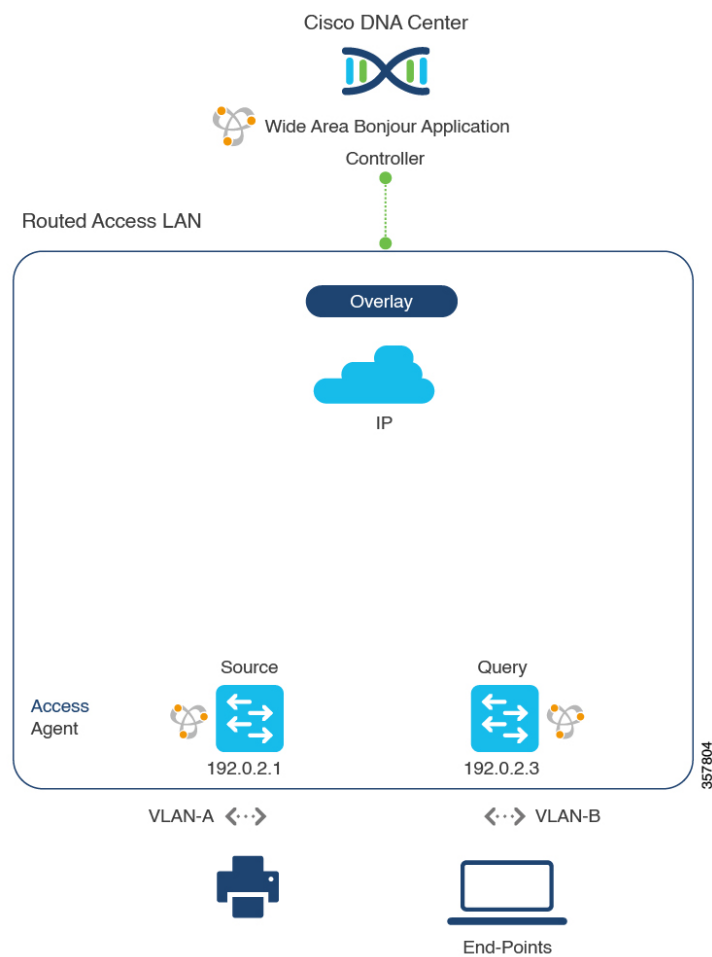 Cisco DNA Center
Wide Area Bonjour Application
Controller
Routed Access LAN
Overlay
IP
Source
Query
Access
Agent
192.0.2.1
192.0.2.3
357804
VLAN-A
VLAN-B
End-Points